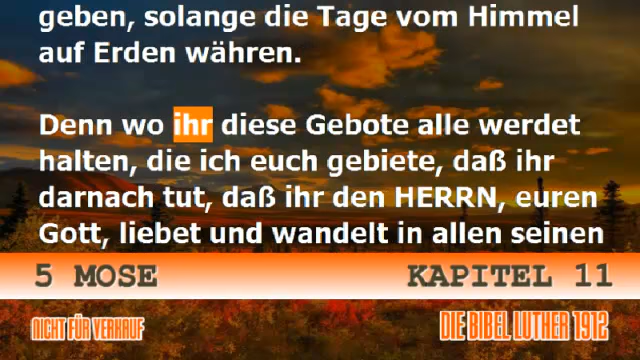 geben, solange die Tage vom Himmel
auf Erden währen.
Denn wo ihr diese Gebote alle werdet
halten, die ich euch gebiete, daß ihr
darnach tut, daß ihr den HERRN, euren
Gott, liebet und wandelt in allen seinen
5 MOSE KAPITEL 11
NICHT FÜR VERKAUF DIE BIBEL LUTHER 1912